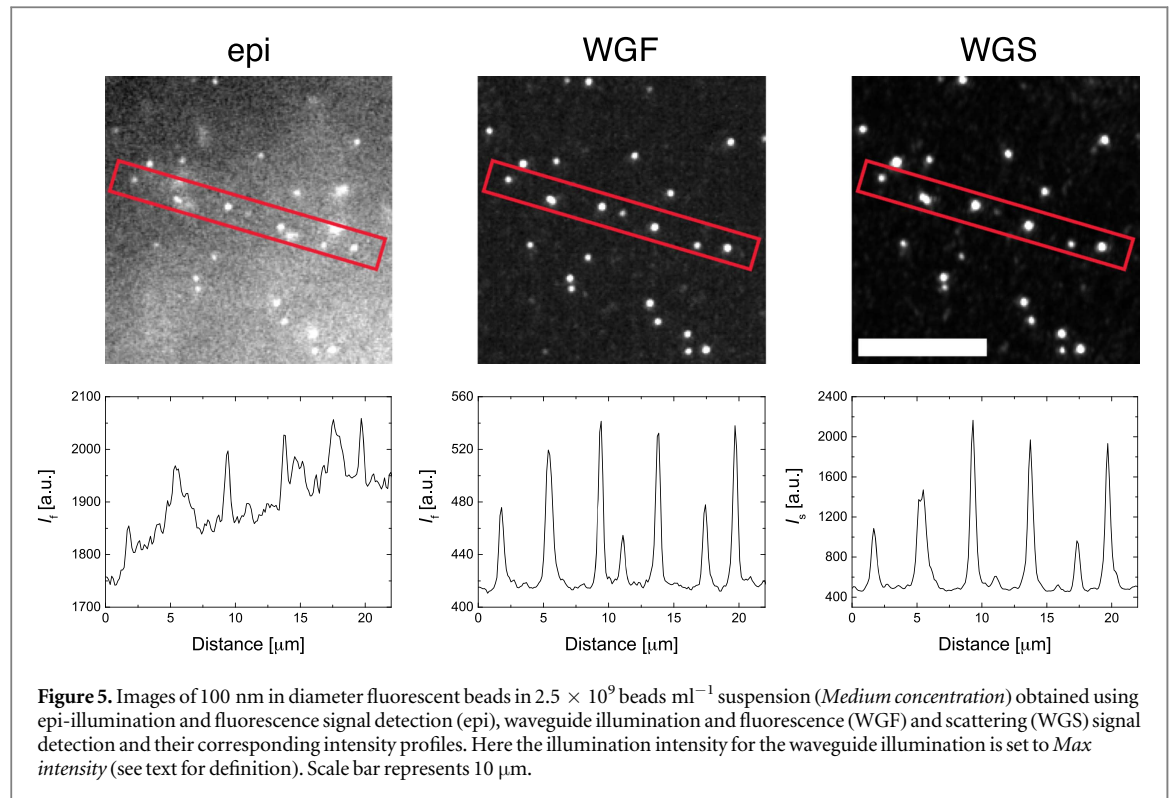 epi WGF WGS
2100
2000
1900
1800
1700
0 5 10 15 20
I_f [a.u.]
Distance [μm]
560
520
480
440
400
0 5 10 15 20
I_f [a.u.]
Distance [μm]
2400
2000
1600
1200
800
400
0 5 10 15 20
I_s [a.u.]
Distance [μm]
Figure 5. Images of 100 nm in diameter fluorescent beads in 2.5 × 10⁹ beads ml⁻¹ suspension (Medium concentration) obtained using
epi-illumination and fluorescence signal detection (epi), waveguide illumination and fluorescence (WGF) and scattering (WGS) signal
detection and their corresponding intensity profiles. Here the illumination intensity for the waveguide illumination is set to Max
intensity (see text for definition). Scale bar represents 10 μm.